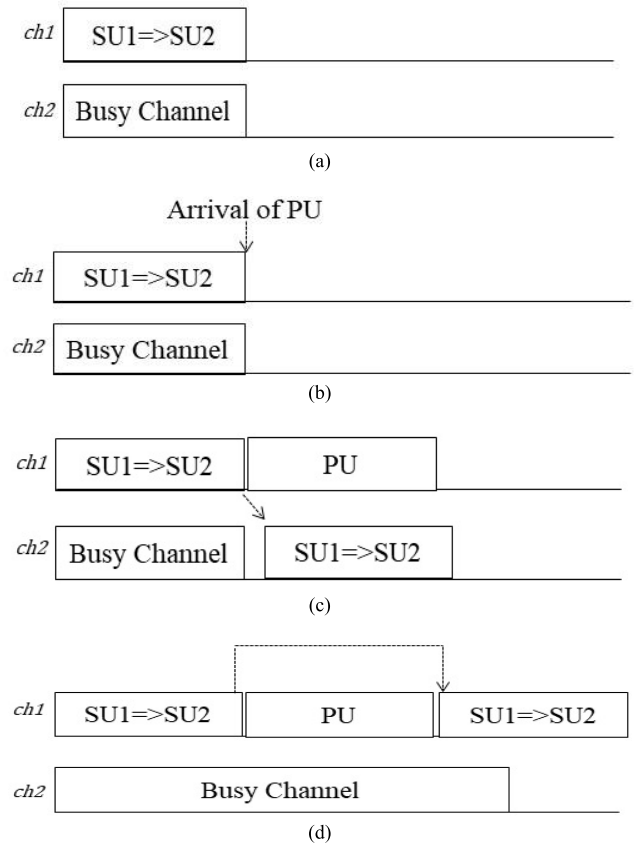 ch1 SU1=>SU2
ch2 Busy Channel
(a)
Arrival of PU
ch1 SU1=>SU2
ch2 Busy Channel
(b)
ch1 SU1=>SU2 PU
ch2 Busy Channel SU1=>SU2
(c)
ch1 SU1=>SU2 PU SU1=>SU2
ch2 Busy Channel
(d)